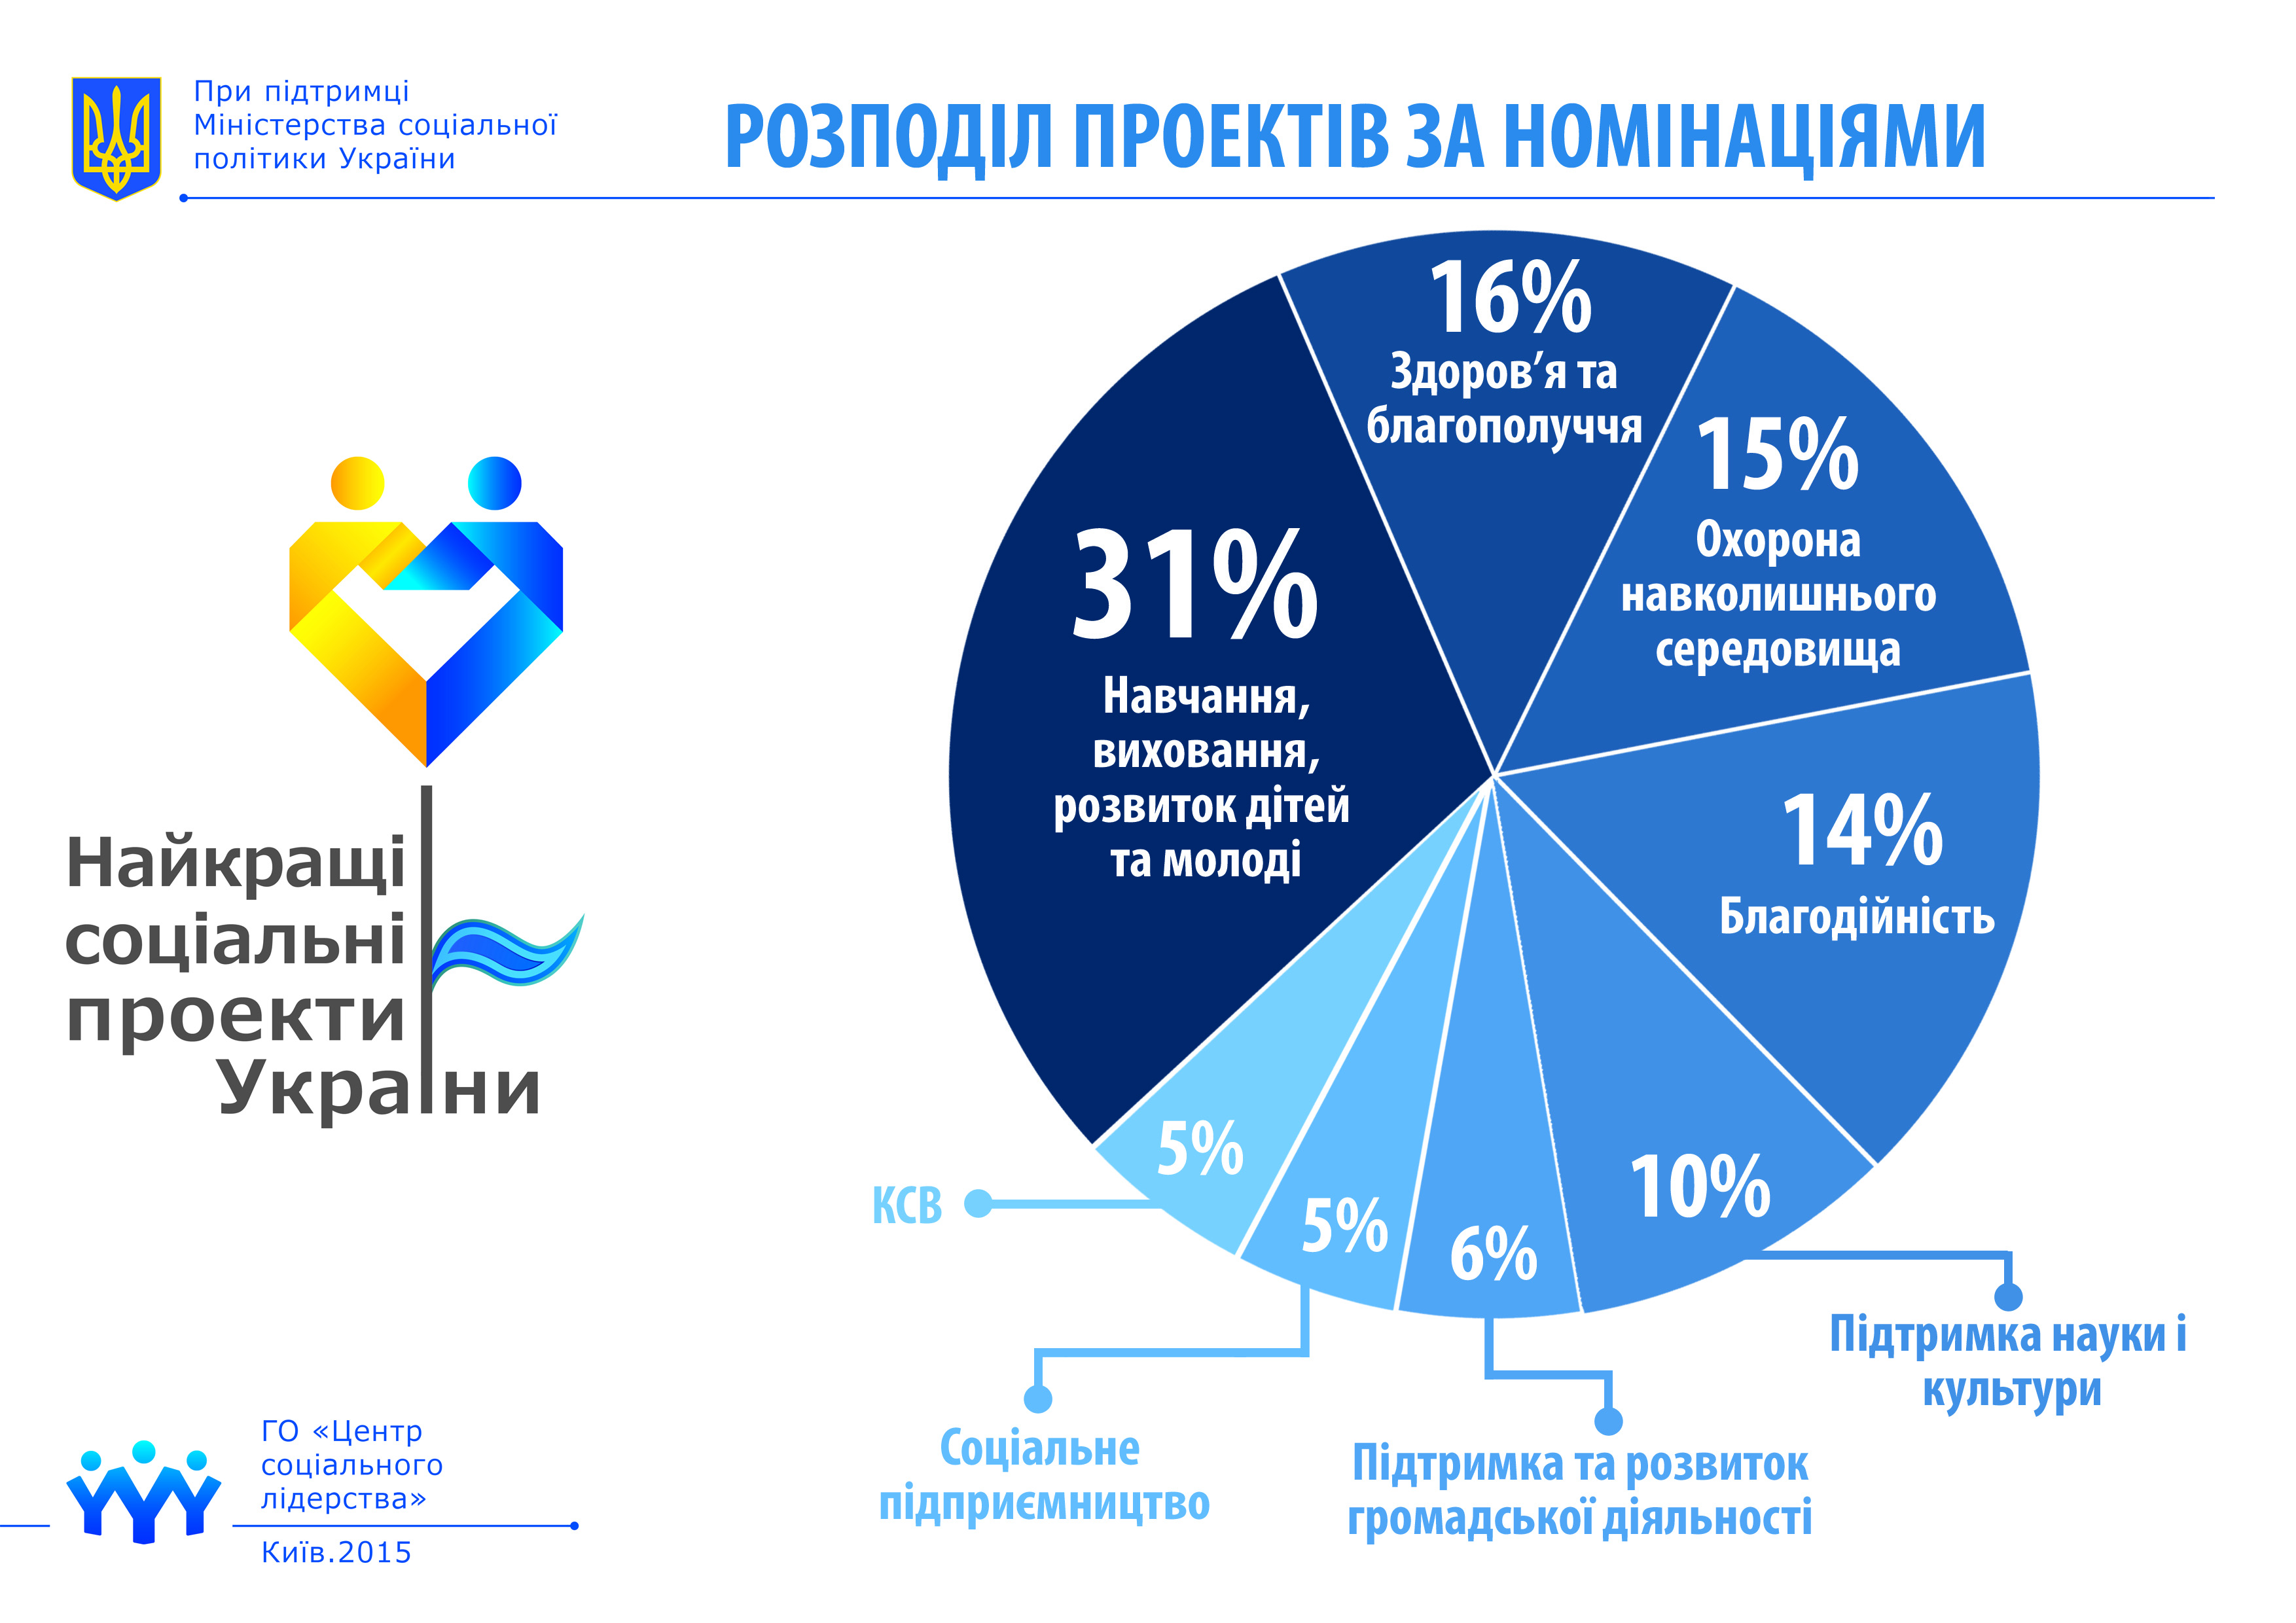 При підтримці
Міністерства соціальної
політики України
РОЗПОДІЛ ПРОЕКТІВ ЗА НОМІНАЦІЯМИ
16%
Здоров’я та
благополуччя
15%
Охорона
навколишнього
середовища
31%
Навчання,
виховання,
розвиток дітей
та молоді
14%
Благодійність
Найкращі
соціальні
проекти
України
5%
КСВ
5%
6%
10%
Підтримка науки і
культури
Соціальне
підприємництво
Підтримка та розвиток
громадської діяльності
ГО «Центр
соціального
лідерства»
Київ.2015